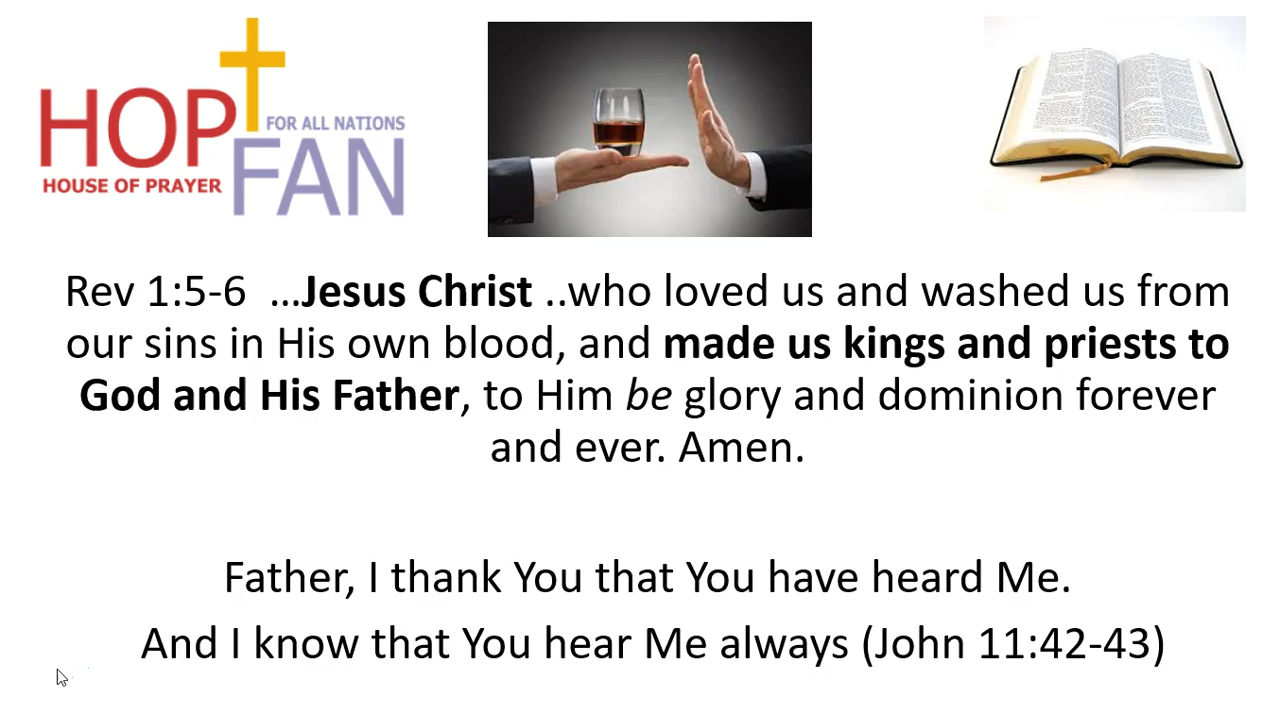 HOP
FOR ALL NATIONS
HOUSE OF PRAYER
FAN
Rev 1:5-6 ...Jesus Christ ..who loved us and washed us from
our sins in His own blood, and made us kings and priests to
God and His Father, to Him be glory and dominion forever
and ever. Amen.
Father, I thank You that You have heard Me.
And I know that You hear Me always (John 11:42-43)